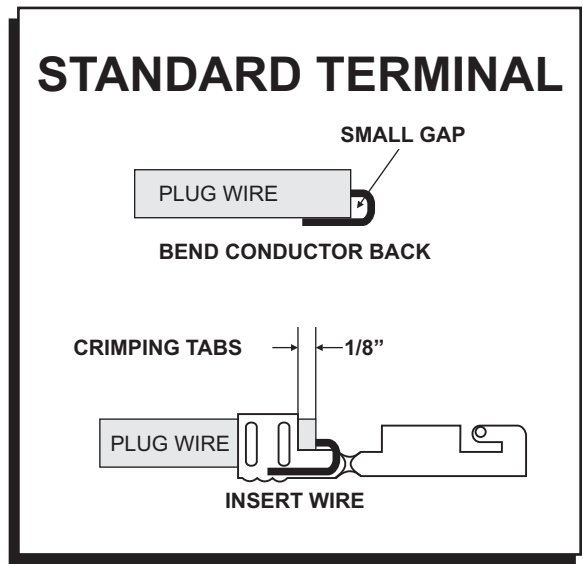 STANDARD TERMINAL
SMALL GAP
PLUG WIRE
BEND CONDUCTOR BACK
CRIMPING TABS
1/8”
PLUG WIRE
INSERT WIRE